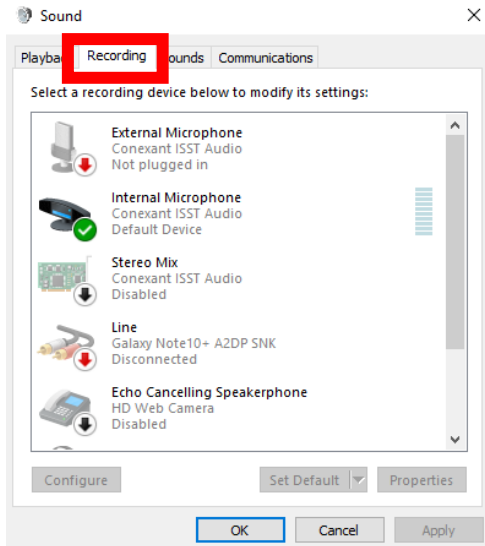 Sound
Playba Recording ounds Communications
Select a recording device below to modify its settings:
External Microphone
Conexant ISST Audio
Not plugged in
Internal Microphone
Conexant ISST Audio
Default Device
Stereo Mix
Conexant ISST Audio
Disabled
Line
Galaxy Note10+ A2DP SNK
Disconnected
Echo Cancelling Speakerphone
HD Web Camera
Disabled
Configure Set Default Properties
OK Cancel Apply